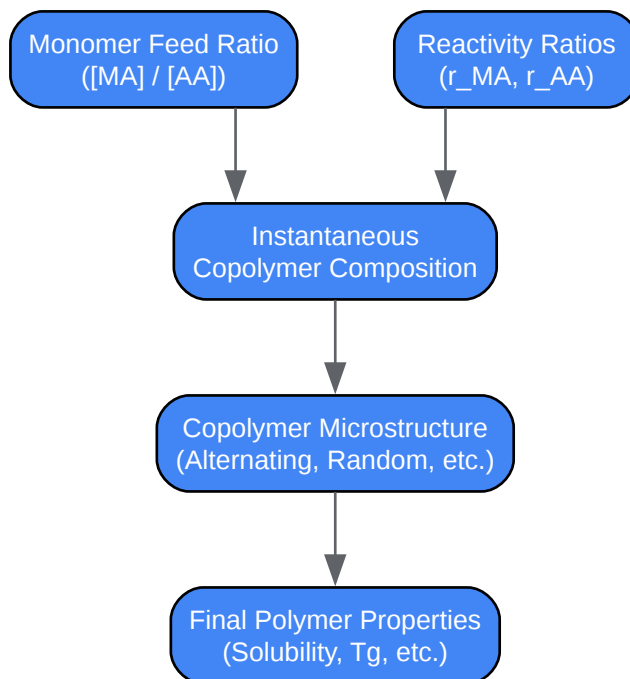 Monomer Feed Ratio
([MA] / [AA])
Reactivity Ratios
(r_MA, r_AA)
Instantaneous
Copolymer Composition
Copolymer Microstructure
(Alternating, Random, etc.)
Final Polymer Properties
(Solubility, Tg, etc.)